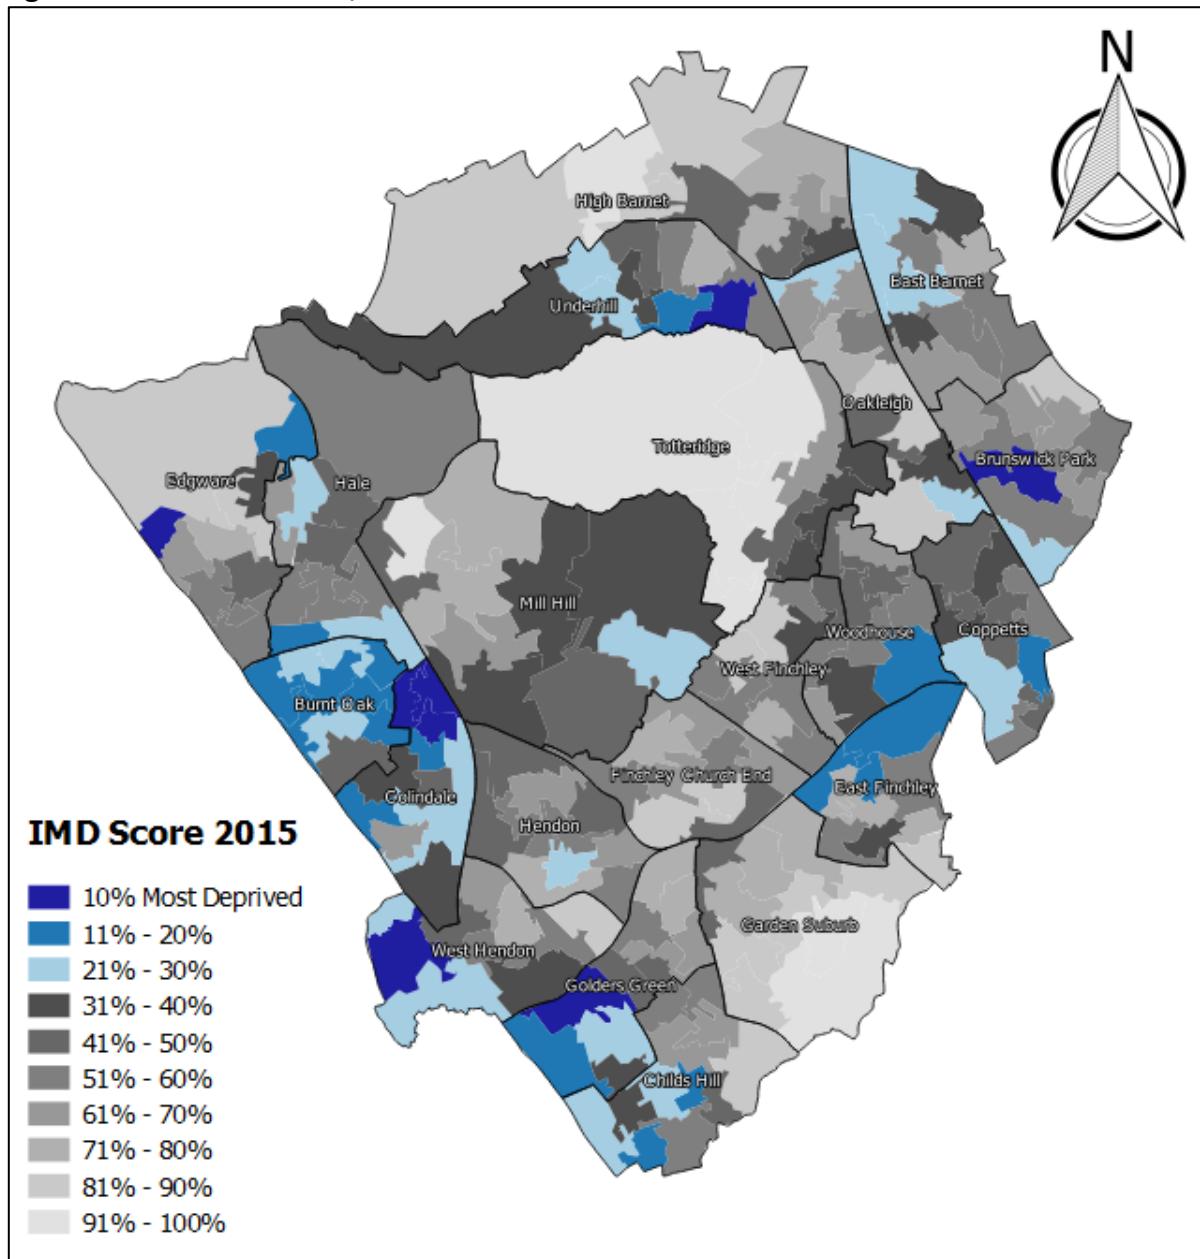 N
High Barnet
East Barnet
Underhill
Oakleigh
Totteridge
Brunswick Park
Edgware
Hale
Mill Hill
Woodhouse
Coppetts
West Finchley
Burnt Oak
Finchley Church End
East Finchley
Colindale
Hendon
Garden Suburb
West Hendon
Golders Green
Childs Hill
IMD Score 2015
10% Most Deprived
11% - 20%
21% - 30%
31% - 40%
41% - 50%
51% - 60%
61% - 70%
71% - 80%
81% - 90%
91% - 100%